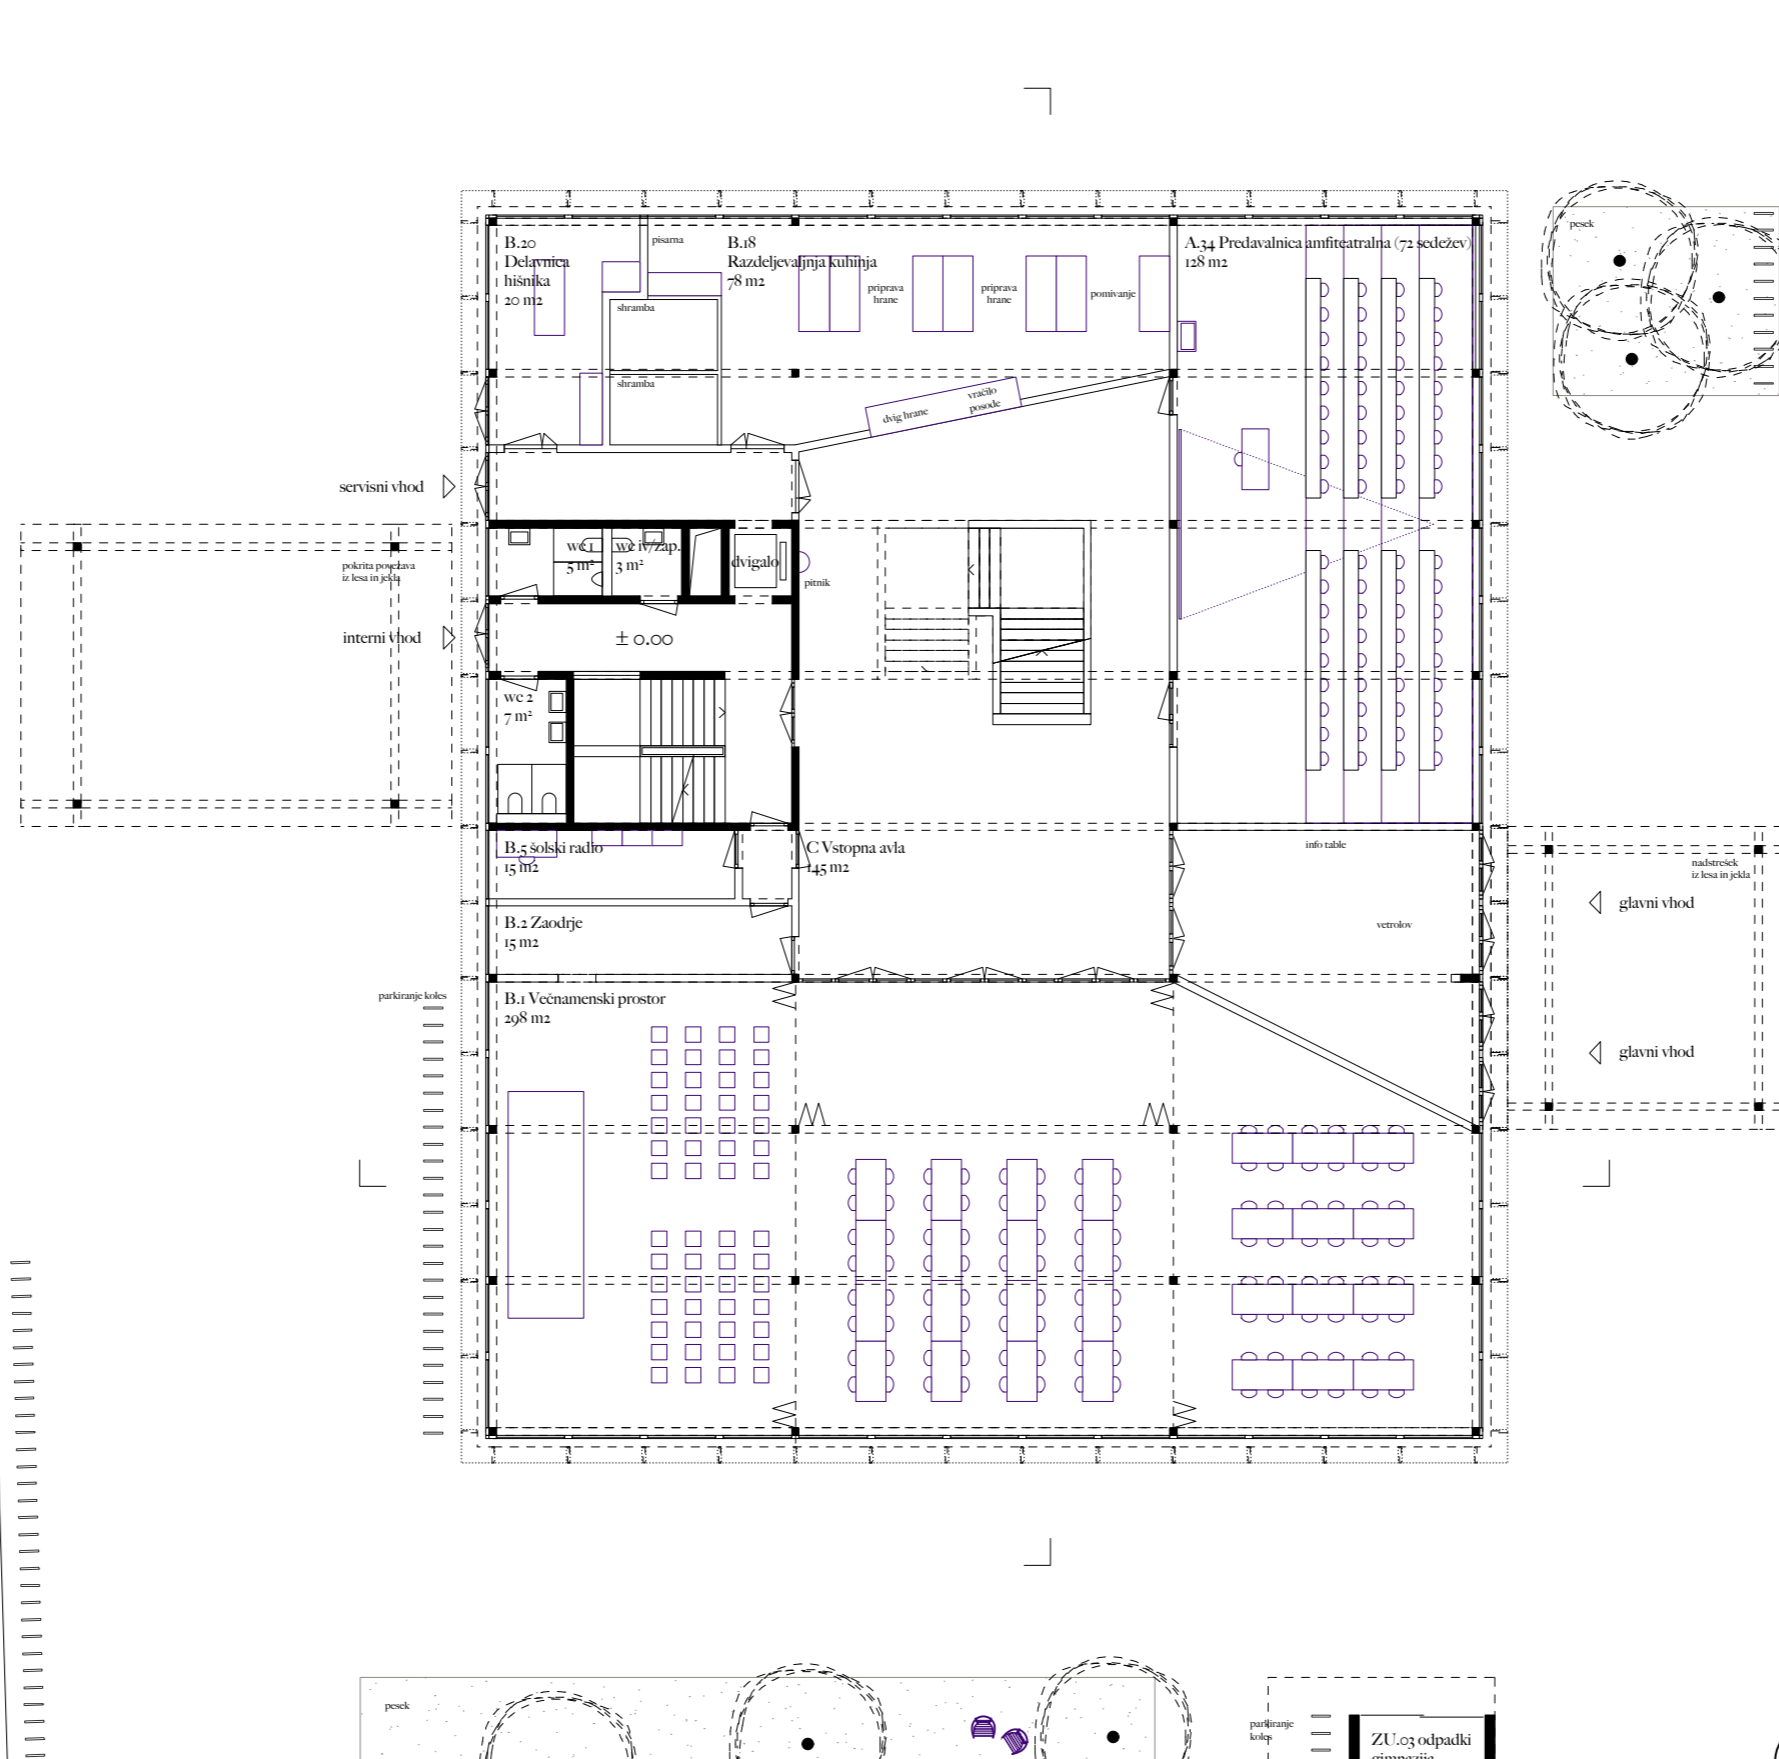 pesek
B.20
Delavnica
hišnika
20 m2
pisarna
B.18
Razdeljevaljnja kuhinja
78 m2
A.34 Predavalnica amfiteatralna (72 sedežev)
128 m2
shramba
priprava
hrane
priprava
hrane
pomivanje
shramba
dvig hrane
vračilo
posode
servisni vhod
pokrita povezava
iz lesa in jekla
wc 1
5 m²
wc iv/zap.
3 m²
dvigalo
pitnik
interni vhod
± 0.00
wc 2
7 m²
B.5 šolski radio
15 m2
C Vstopna avla
145 m2
info table
nadstrešek
iz lesa in jekla
glavni vhod
B.2 Zaodrje
15 m2
vetrolov
parkiranje koles
B.1 Večnamenski prostor
298 m2
glavni vhod
pesek
parkiranje
koles
ZU.03 odpadki
gimnazija